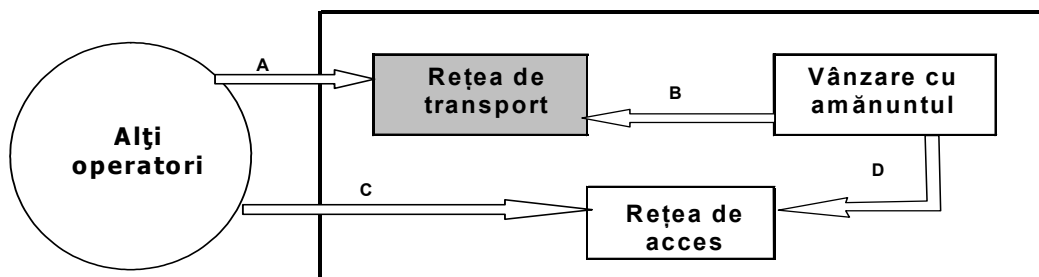 A
Rețea de
transport
B
Vânzare cu
amănuntul
Alţi
operatori
C
D
Rețea de
acces